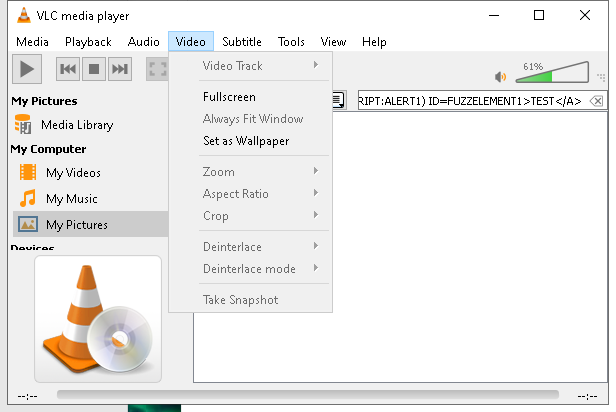 VLC media player
Media Playback Audio Video Subtitle Tools View Help
Video Track
61%
Fullscreen
Always Fit Window
Set as Wallpaper
Zoom
Aspect Ratio
Crop
Deinterlace
Deinterlace mode
Take Snapshot
RIPT:ALERT1) ID=FUZZELEMENT1>TEST</A>
My Pictures
Media Library
My Computer
My Videos
My Music
My Pictures
Devices
--:-- --:--